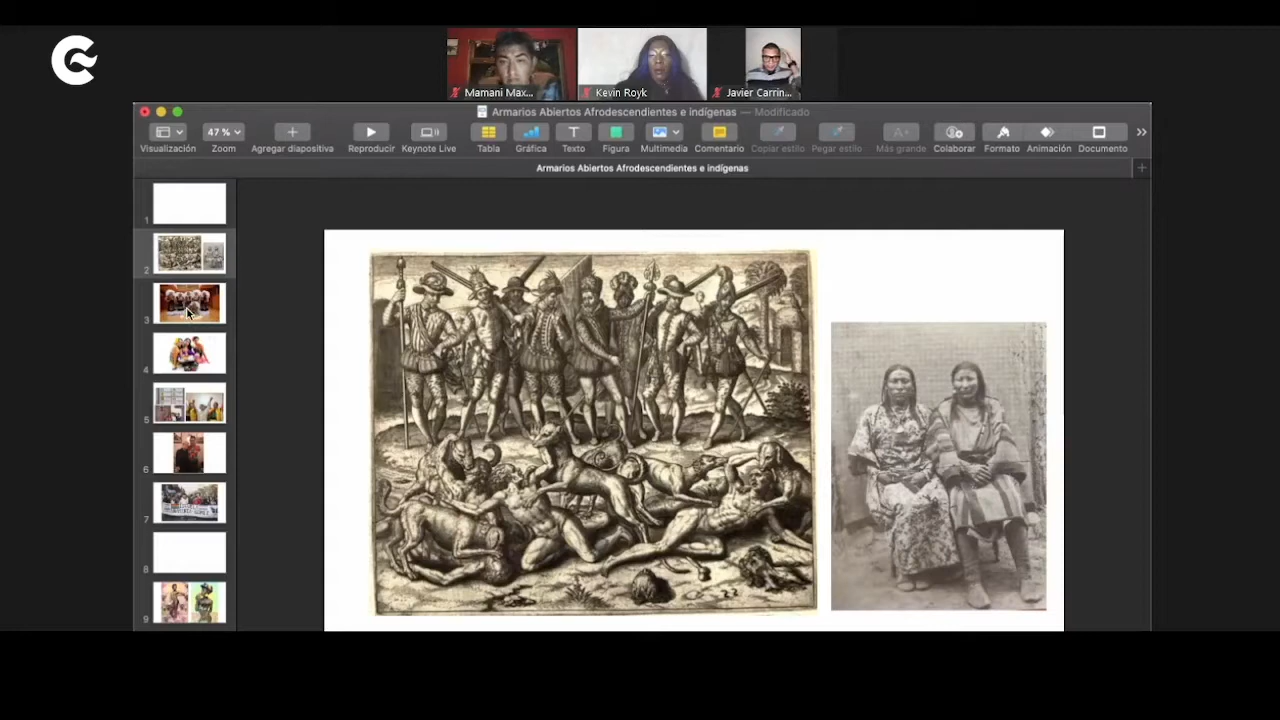 Mamani Max...
Kevin Royk
Javier Carrin...
Armarios Abiertos Afrodescendientes e indígenas — Modificado
47 %
Visualización
Zoom
Agregar diapositiva
Reproducir
Keynote Live
Tabla
Gráfica
Texto
Figura
Multimedia
Comentario
Copiar estilo
Pegar estilo
Más grande
Colaborar
Formato
Animación
Documento
Armarios Abiertos Afrodescendientes e indígenas
1
2
3
4
5
6
7
8
9